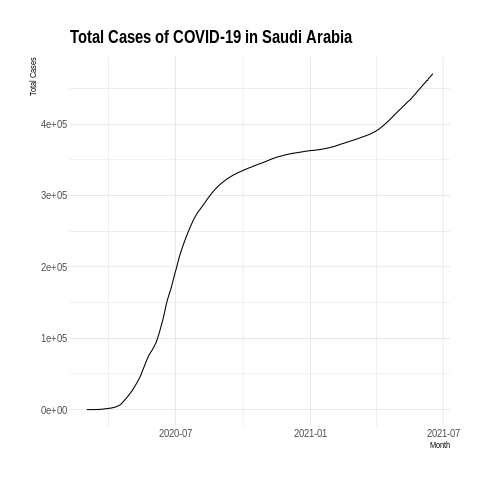 Total Cases of COVID-19 in Saudi Arabia
Total Cases
4e+05
3e+05
2e+05
1e+05
0e+00
2020-07
2021-01
2021-07
Month